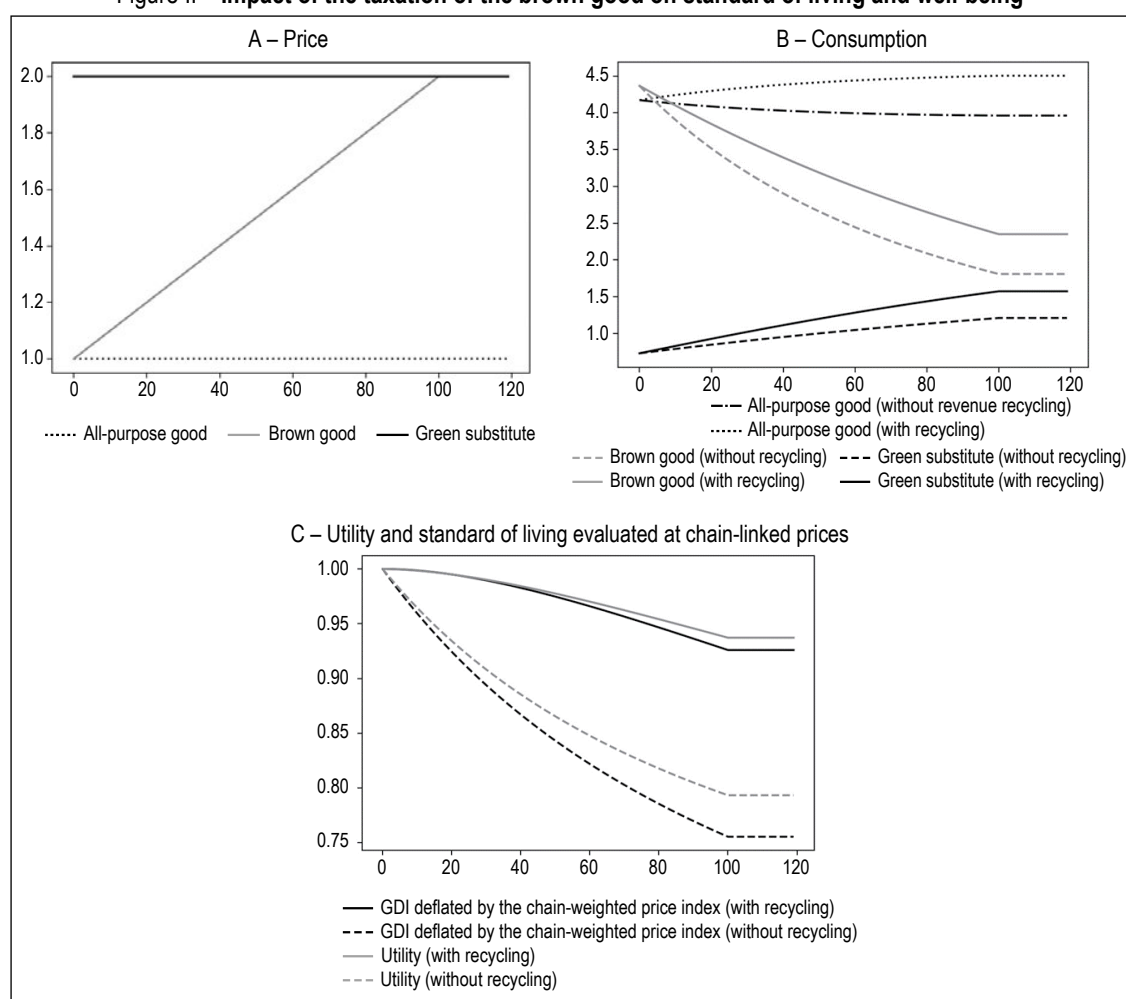 Impact of the taxation of the brown good on standard of living and well-being
A – Price
2.0
1.8
1.6
1.4
1.2
1.0
0 20 40 60 80 100 120
All-purpose good Brown good Green substitute
B – Consumption
4.5
4.0
3.5
3.0
2.5
2.0
1.5
1.0
0 20 40 60 80 100 120
All-purpose good (without revenue recycling)
All-purpose good (with recycling)
Brown good (without recycling) Green substitute (without recycling)
Brown good (with recycling) Green substitute (with recycling)
C – Utility and standard of living evaluated at chain-linked prices
1.00
0.95
0.90
0.85
0.80
0.75
0 20 40 60 80 100 120
GDI deflated by the chain-weighted price index (with recycling)
GDI deflated by the chain-weighted price index (without recycling)
Utility (with recycling)
Utility (without recycling)